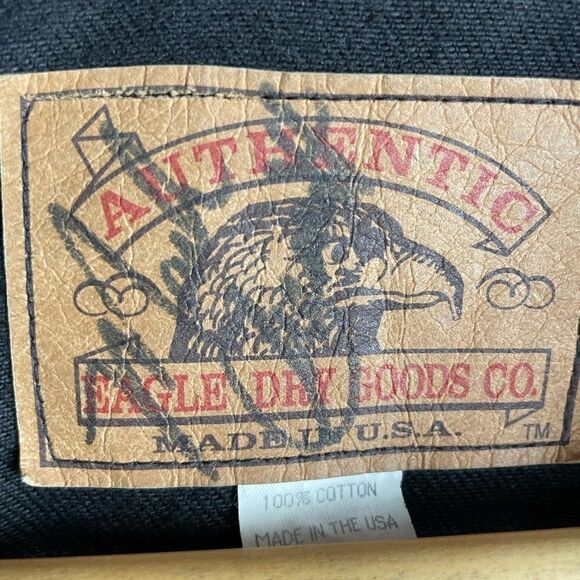 AUTHENTIC
EAGLE DRY GOODS CO.
MADE IN U.S.A.
TM
100% COTTON
MADE IN THE USA